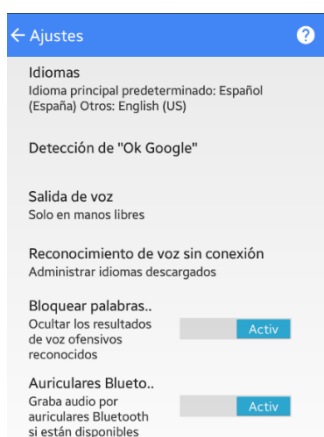 ← Ajustes ?
Idiomas
Idioma principal predeterminado: Español
(España) Otros: English (US)
Detección de "Ok Google"
Salida de voz
Solo en manos libres
Reconocimiento de voz sin conexión
Administrar idiomas descargados
Bloquear palabras..
Ocultar los resultados
de voz ofensivos
reconocidos
Activ
Auriculares Blueto..
Graba audio por
auriculares Bluetooth
si están disponibles
Activ